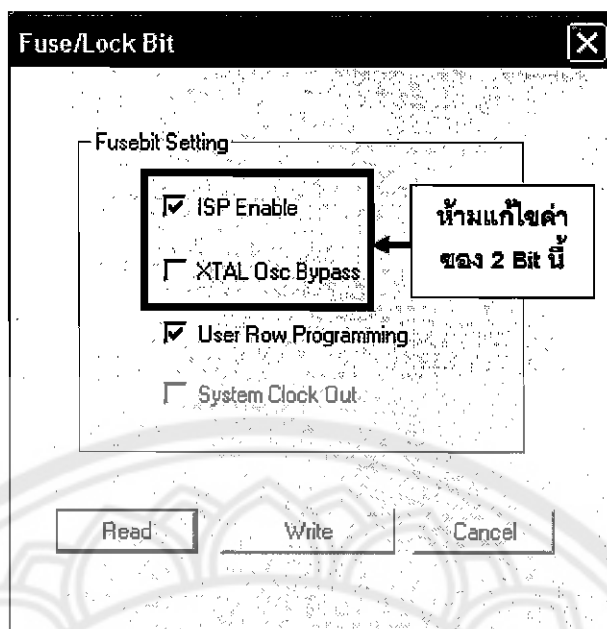 Fuse/Lock Bit
Fusebit Setting
ISP Enable
XTAL Osc Bypass
ห้ามแก้ไขค่า
ของ 2 Bit นี้
User Row Programming
System Clock Out
Read
Write
Cancel